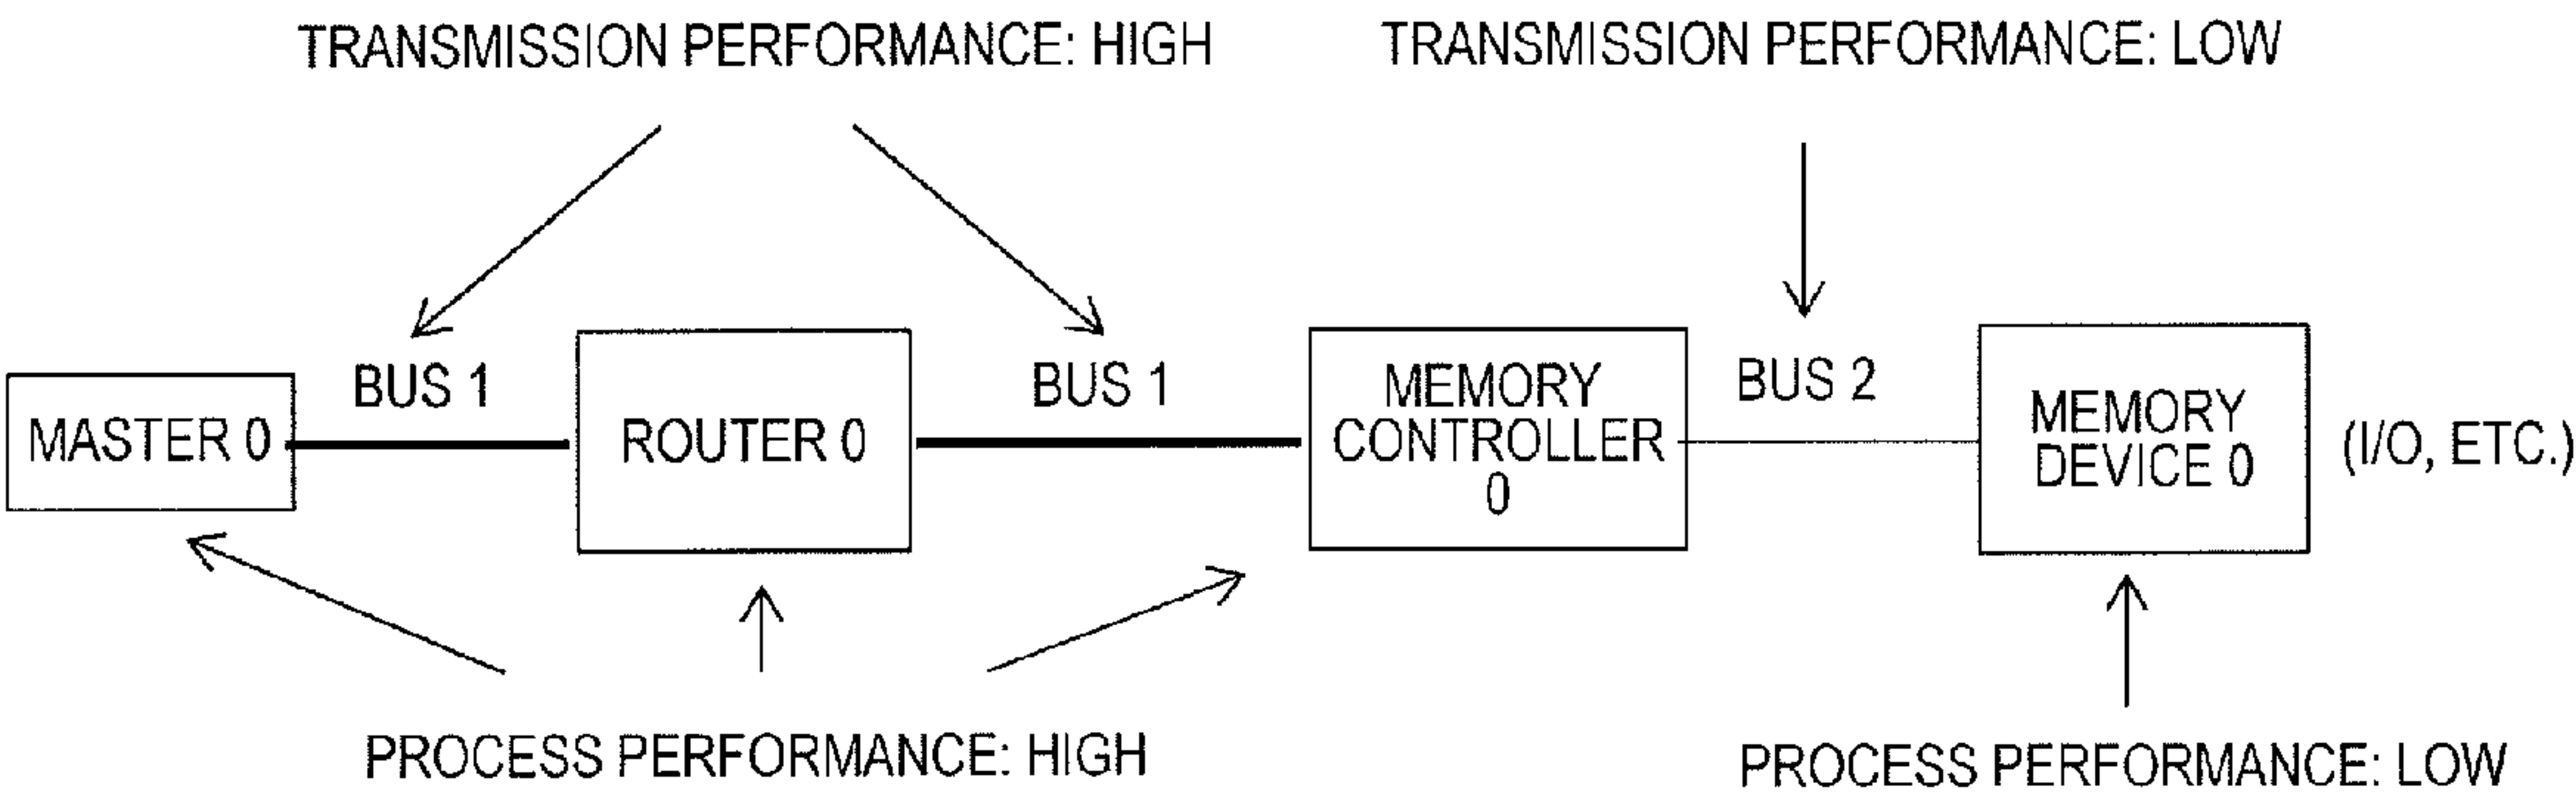 TRANSMISSION PERFORMANCE: HIGH
TRANSMISSION PERFORMANCE: LOW
MASTER 0
BUS 1
ROUTER 0
BUS 1
MEMORY
CONTROLLER
0
BUS 2
MEMORY
DEVICE 0
(I/O, ETC.)
PROCESS PERFORMANCE: HIGH
PROCESS PERFORMANCE: LOW